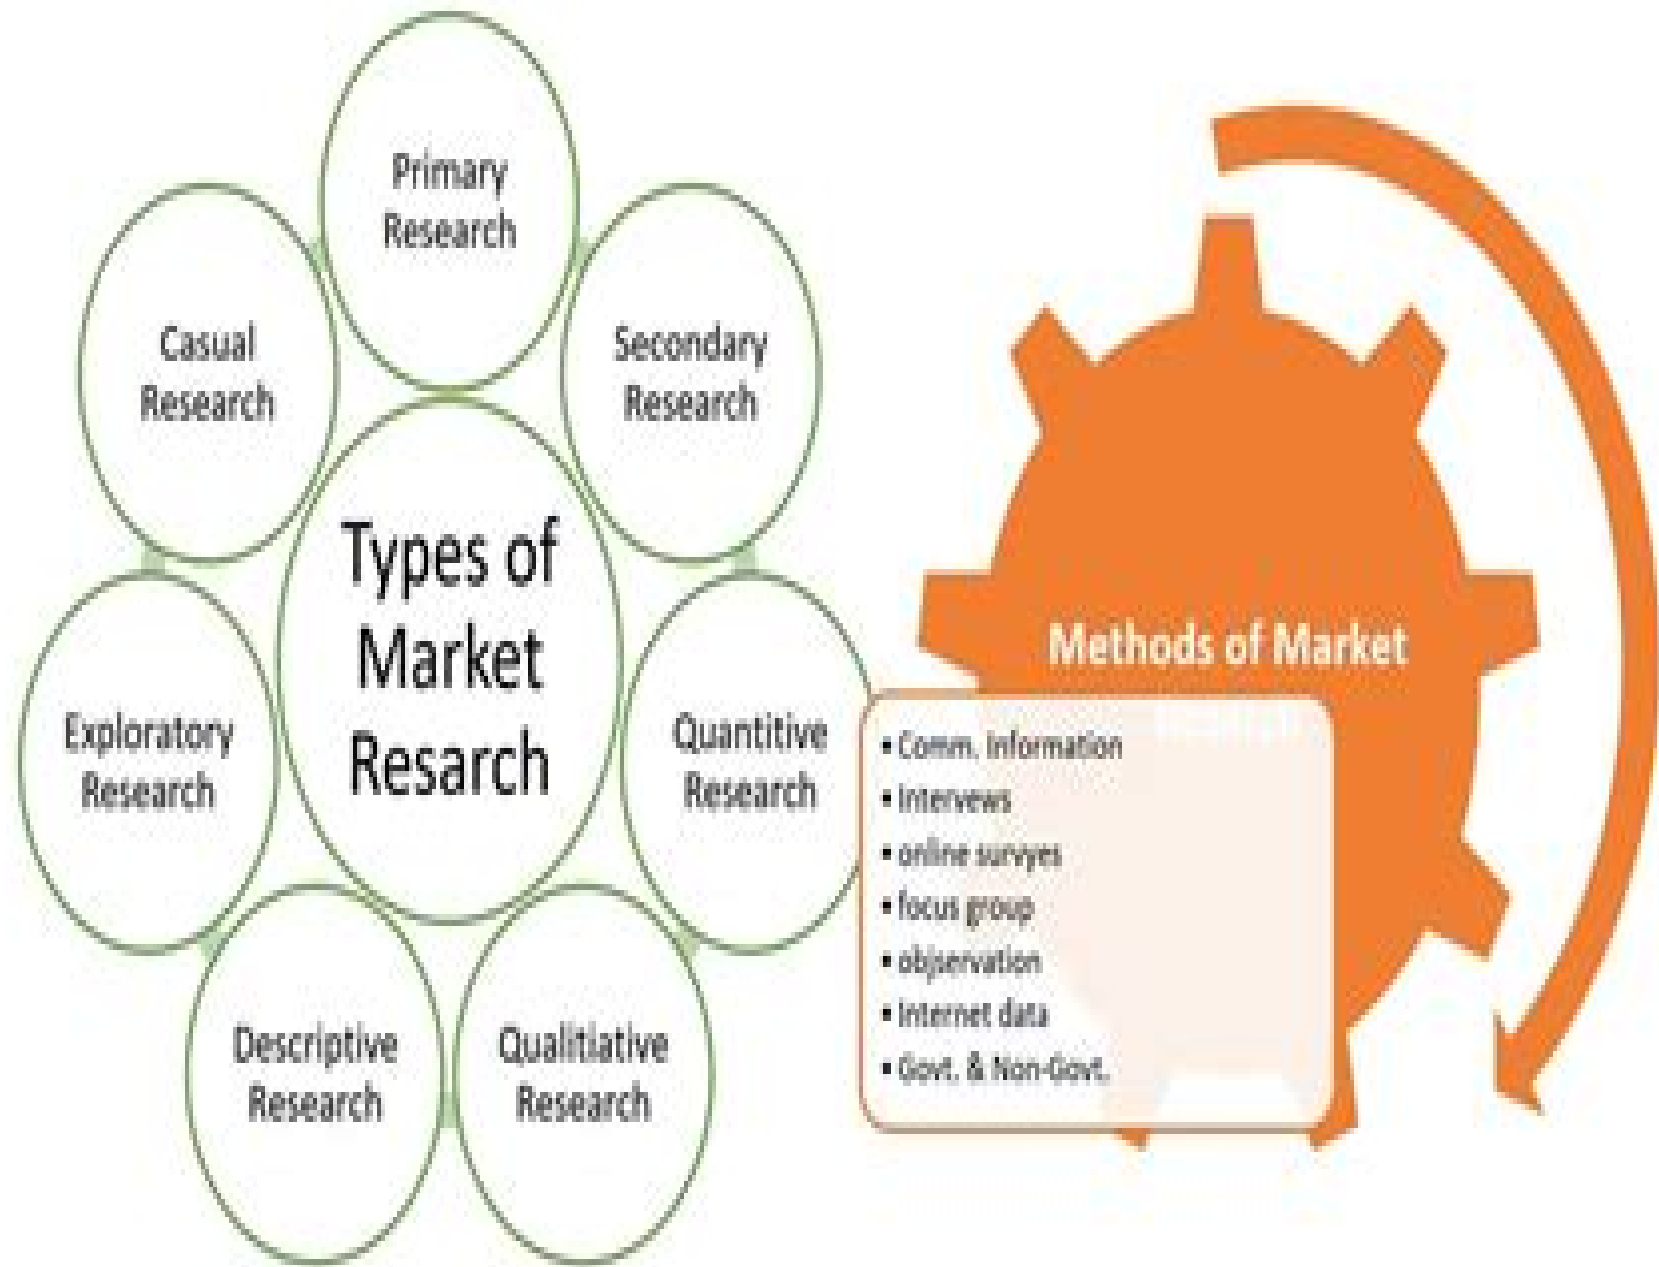 Primary
Research
Secondary
Research
Quantitive
Research
Qualitiative
Research
Descriptive
Research
Exploratory
Research
Casual
Research
Types of
Market
Resarch
Methods of Market
• Comm. Information
• Intervews
• online survyes
• focus group
• objservation
• Internet data
• Govt. & Non-Govt.